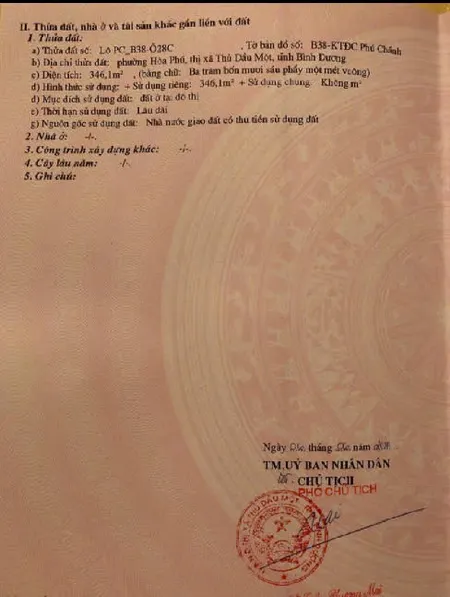 II. Thửa đất, nhà ở và tài sản khác gắn liền với đất
1. Thửa đất:
a) Thửa đất số: Lô PC_B38-Ô28C , Tờ bản đồ số: B38-KTĐC Phú Chánh
b) Địa chỉ thửa đất: phường Hòa Phú, thị xã Thủ Dầu Một, tỉnh Bình Dương
c) Diện tích: 346,1m² , (bằng chữ: Ba trăm bốn mươi sáu phẩy một mét vuông)
d) Hình thức sử dụng: + Sử dụng riêng: 346,1m² + Sử dụng chung: Không m²
đ) Mục đích sử dụng đất: đất ở tại đô thị
e) Thời hạn sử dụng đất: Lâu dài
g) Nguồn gốc sử dụng đất: Nhà nước giao đất có thu tiền sử dụng đất
2. Nhà ở: -/-.
3. Công trình xây dựng khác: -/-.
4. Cây lâu năm: -/-.
5. Ghi chú:
Ngày tháng năm
TM.UỶ BAN NHÂN DÂN
CHỦ TỊCH
PHÓ CHỦ TỊCH